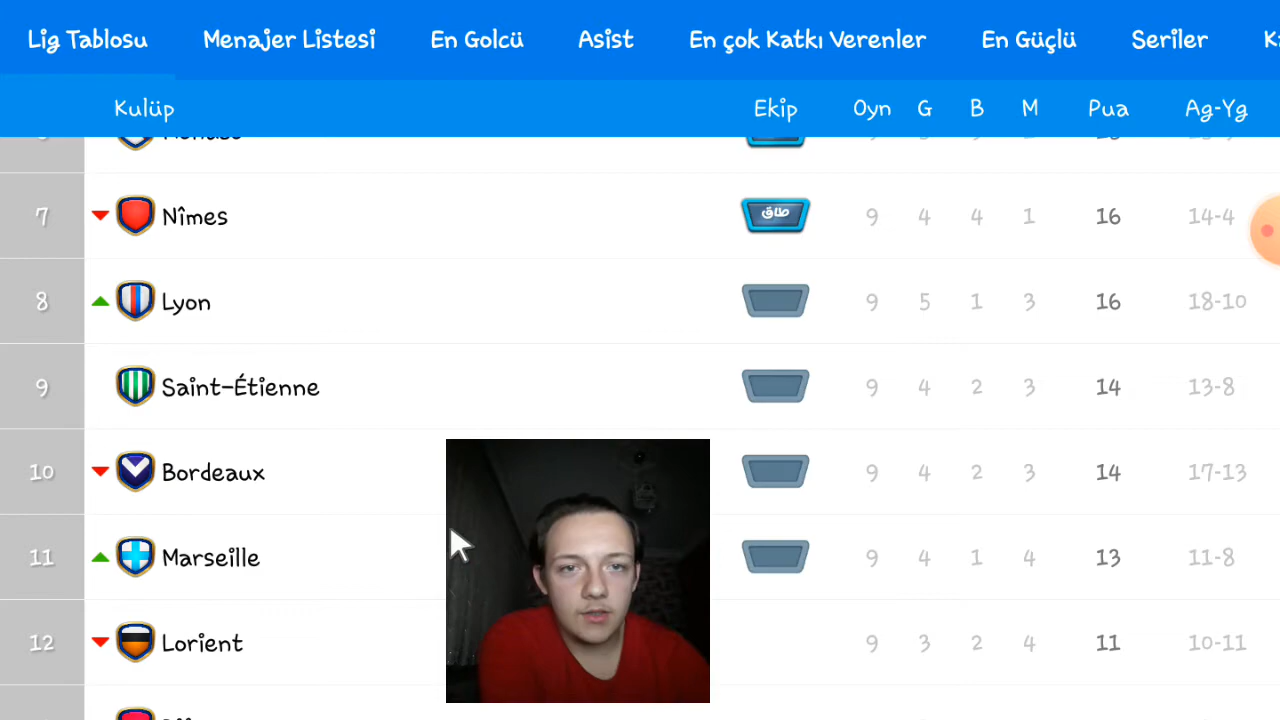 Lig Tablosu Menajer Listesi En Golcü Asist En çok Katkı Verenler En Güçlü Seriler
Kulüp Ekip Oyn G B M Pua Ag-Yg
7 Nîmes طاق 9 4 4 1 16 14-4
8 Lyon 9 5 1 3 16 18-10
9 Saint-Étienne 9 4 2 3 14 13-8
10 Bordeaux 9 4 2 3 14 17-13
11 Marseille 9 4 1 4 13 11-8
12 Lorient 9 3 2 4 11 10-11